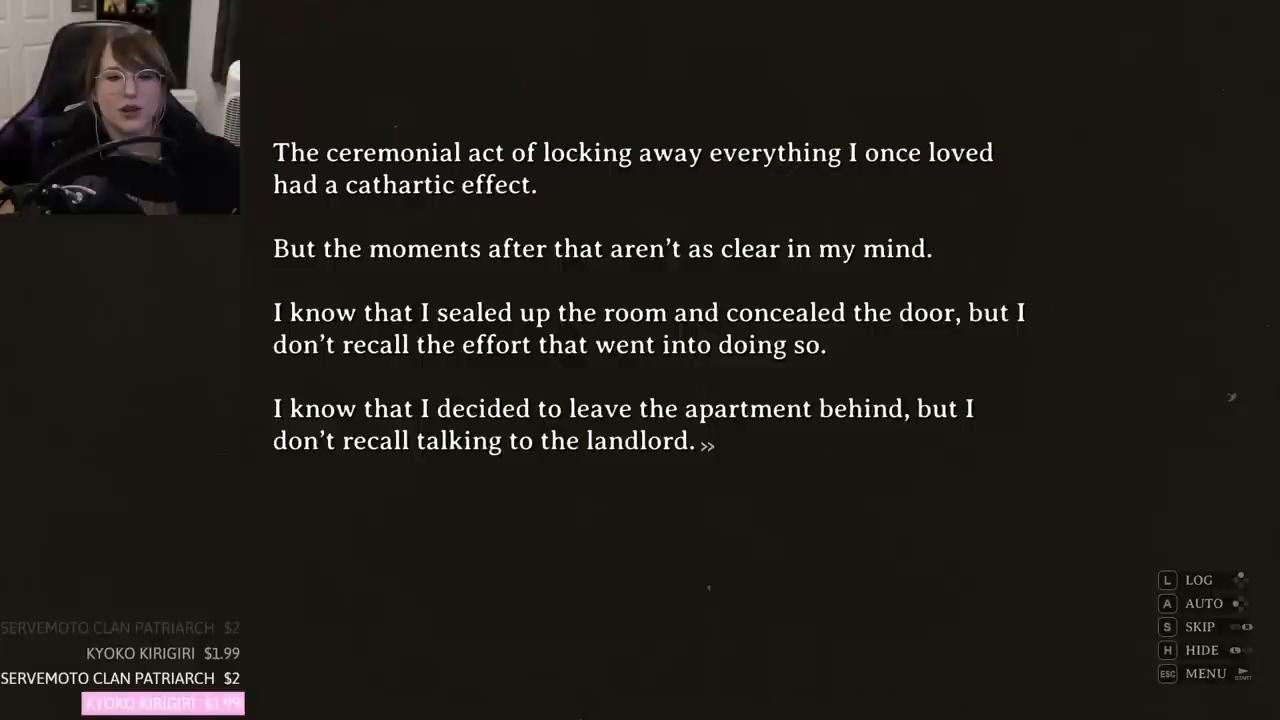 The ceremonial act of locking away everything I once loved
had a cathartic effect.
But the moments after that aren't as clear in my mind.
I know that I sealed up the room and concealed the door, but I
don't recall the effort that went into doing so.
I know that I decided to leave the apartment behind, but I
don't recall talking to the landlord. »
L LOG
A AUTO
S SKIP
H HIDE
ESC MENU
START
SERVEMOTO CLAN PATRIARCH $2
KYOKO KIRIGIRI $1.99
SERVEMOTO CLAN PATRIARCH $2
KYOKO KIRIGIRI $1.99